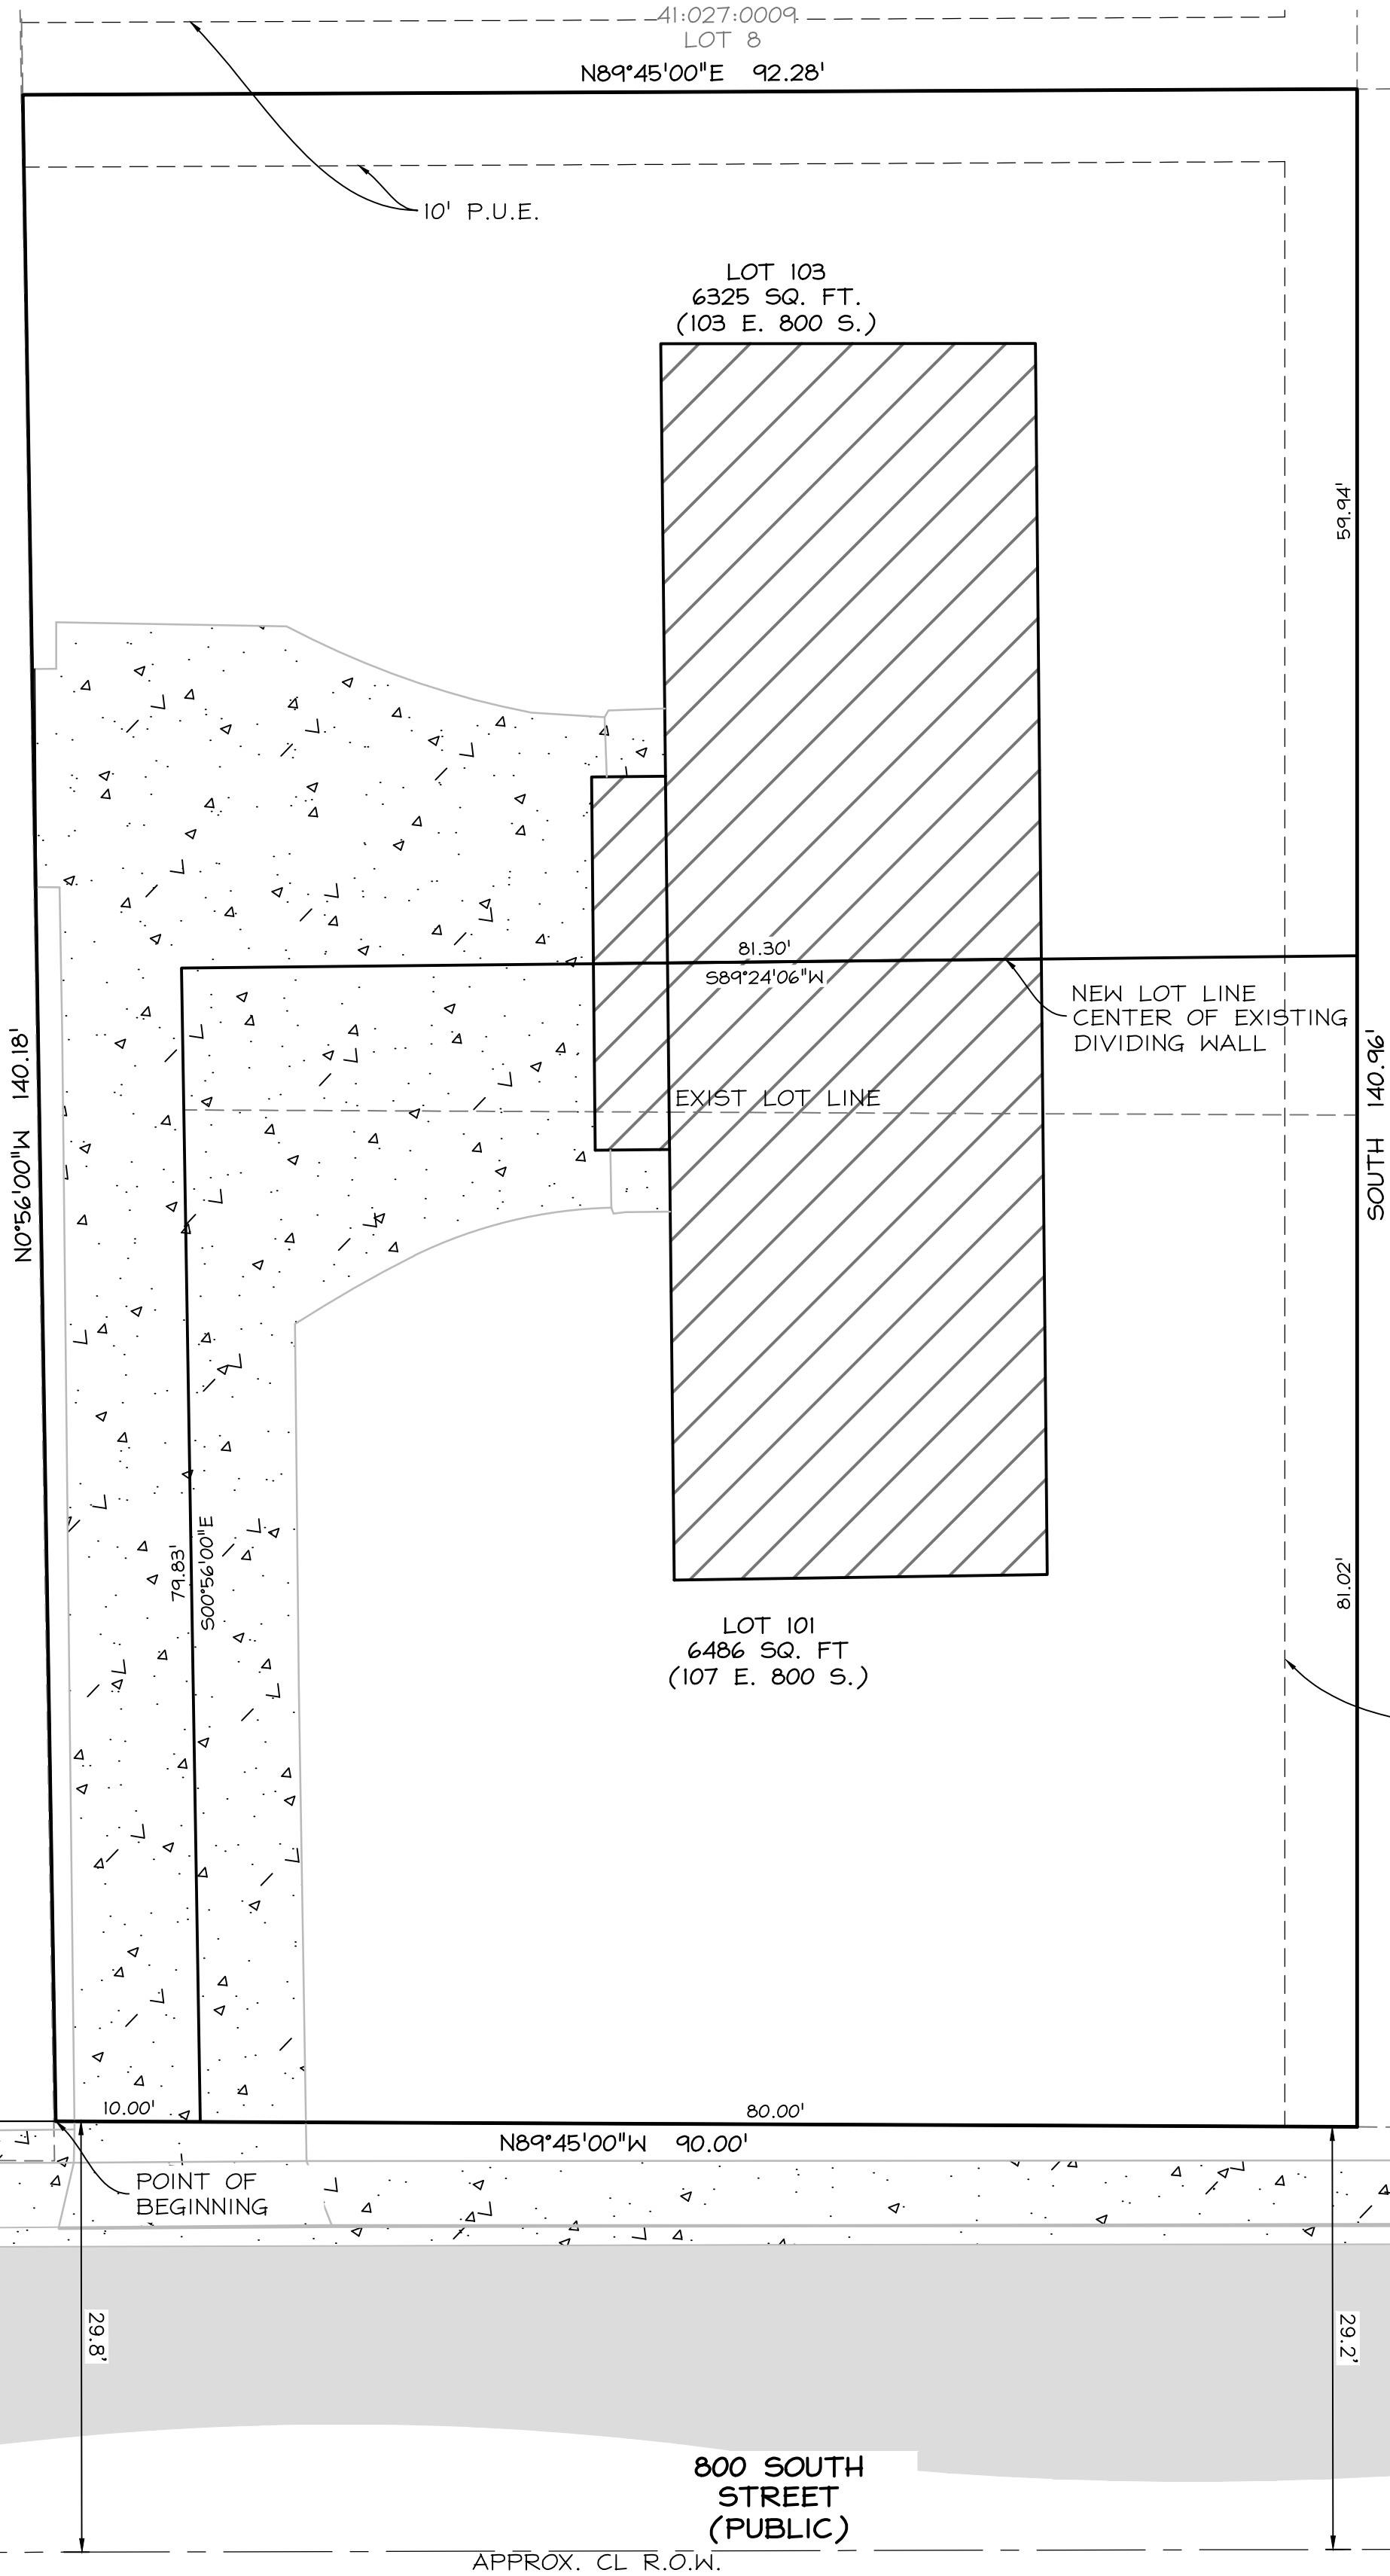 41:027:0009
LOT 8
N89°45'00"E 92.28'
10' P.U.E.
LOT 103
6325 SQ. FT.
(103 E. 800 S.)
59.94'
81.30'
S89°24'06"W
NEW LOT LINE
CENTER OF EXISTING
DIVIDING WALL
N0°56'00"W 140.18'
SOUTH 140.96'
EXIST LOT LINE
79.83'
S00°56'00"E
81.02'
LOT 101
6486 SQ. FT
(107 E. 800 S.)
10.00'
80.00'
N89°45'00"W 90.00'
POINT OF
BEGINNING
29.8'
29.2'
800 SOUTH
STREET
(PUBLIC)
APPROX. CL R.O.W.